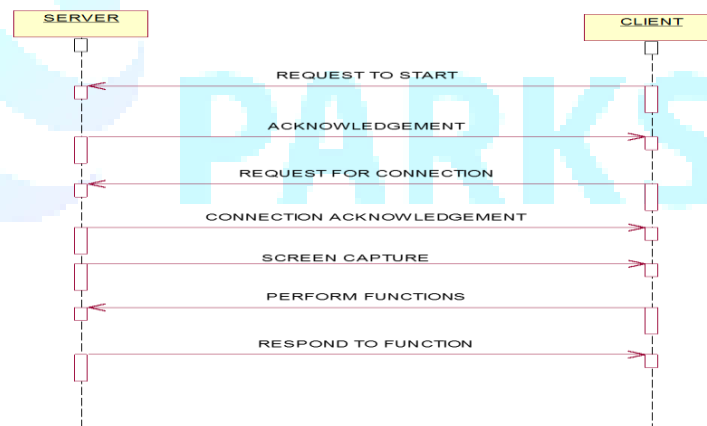 SERVER
CLIENT
REQUEST TO START
ACKNOWLEDGEMENT
REQUEST FOR CONNECTION
CONNECTION ACKNOWLEDGEMENT
SCREEN CAPTURE
PERFORM FUNCTIONS
RESPOND TO FUNCTION
PARKS